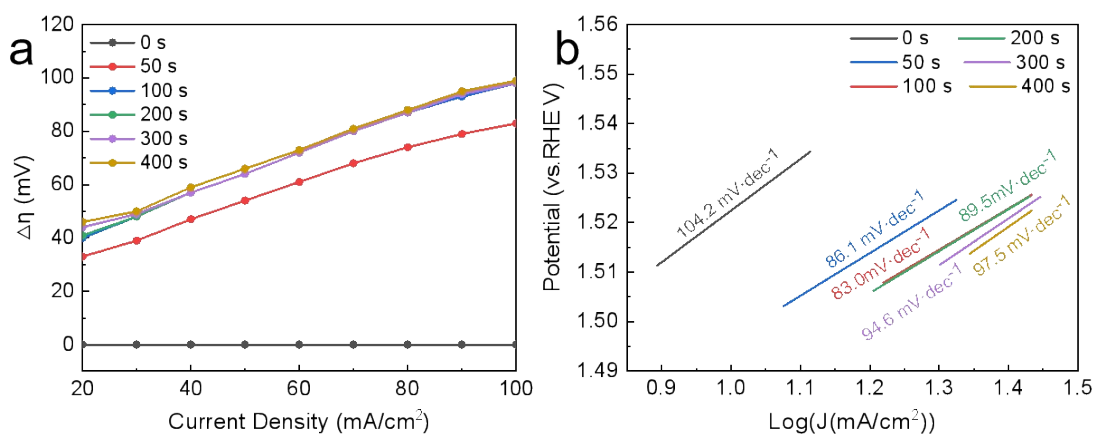 a
120
100
80
60
40
20
0
20
40
60
80
100
Δη (mV)
Current Density (mA/cm²)
0 s
50 s
100 s
200 s
300 s
400 s
b
1.56
1.55
1.54
1.53
1.52
1.51
1.50
1.49
0.9
1.0
1.1
1.2
1.3
1.4
1.5
Potential (vs.RHE V)
Log(J(mA/cm²))
0 s
200 s
50 s
300 s
100 s
400 s
104.2 mV·dec⁻¹
86.1 mV·dec⁻¹
83.0mV·dec⁻¹
89.5mV·dec⁻¹
94.6 mV·dec⁻¹
97.5 mV·dec⁻¹